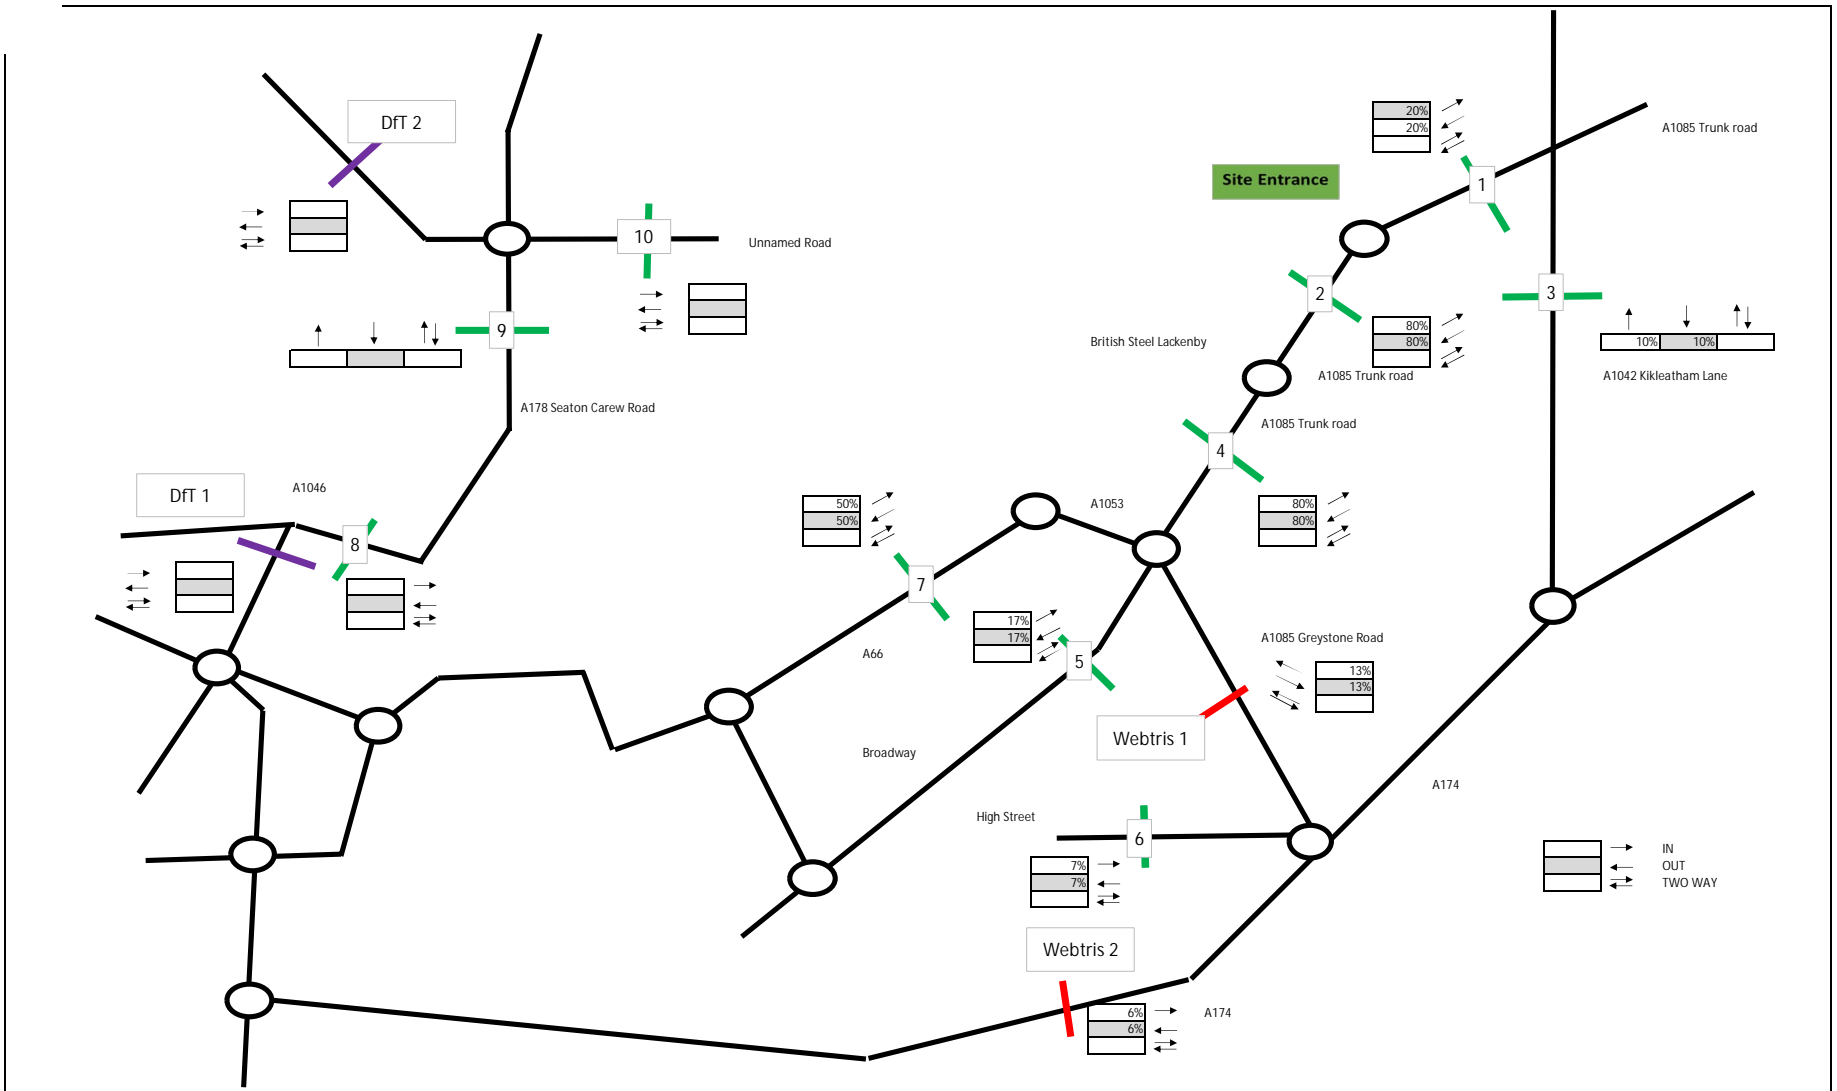 DfT 2
20%
20%
A1085 Trunk road
Site Entrance
1
10
Unnamed Road
2
3
9
80%
80%
British Steel Lackenby
10%
10%
A1085 Trunk road
A1042 Kikleatham Lane
A178 Seaton Carew Road
A1085 Trunk road
4
DfT 1
A1046
50%
50%
A1053
80%
80%
8
7
17%
17%
A1085 Greystone Road
A66
5
13%
13%
Webtris 1
Broadway
A174
High Street
6
7%
7%
IN
OUT
TWO WAY
Webtris 2
6%
6%
A174